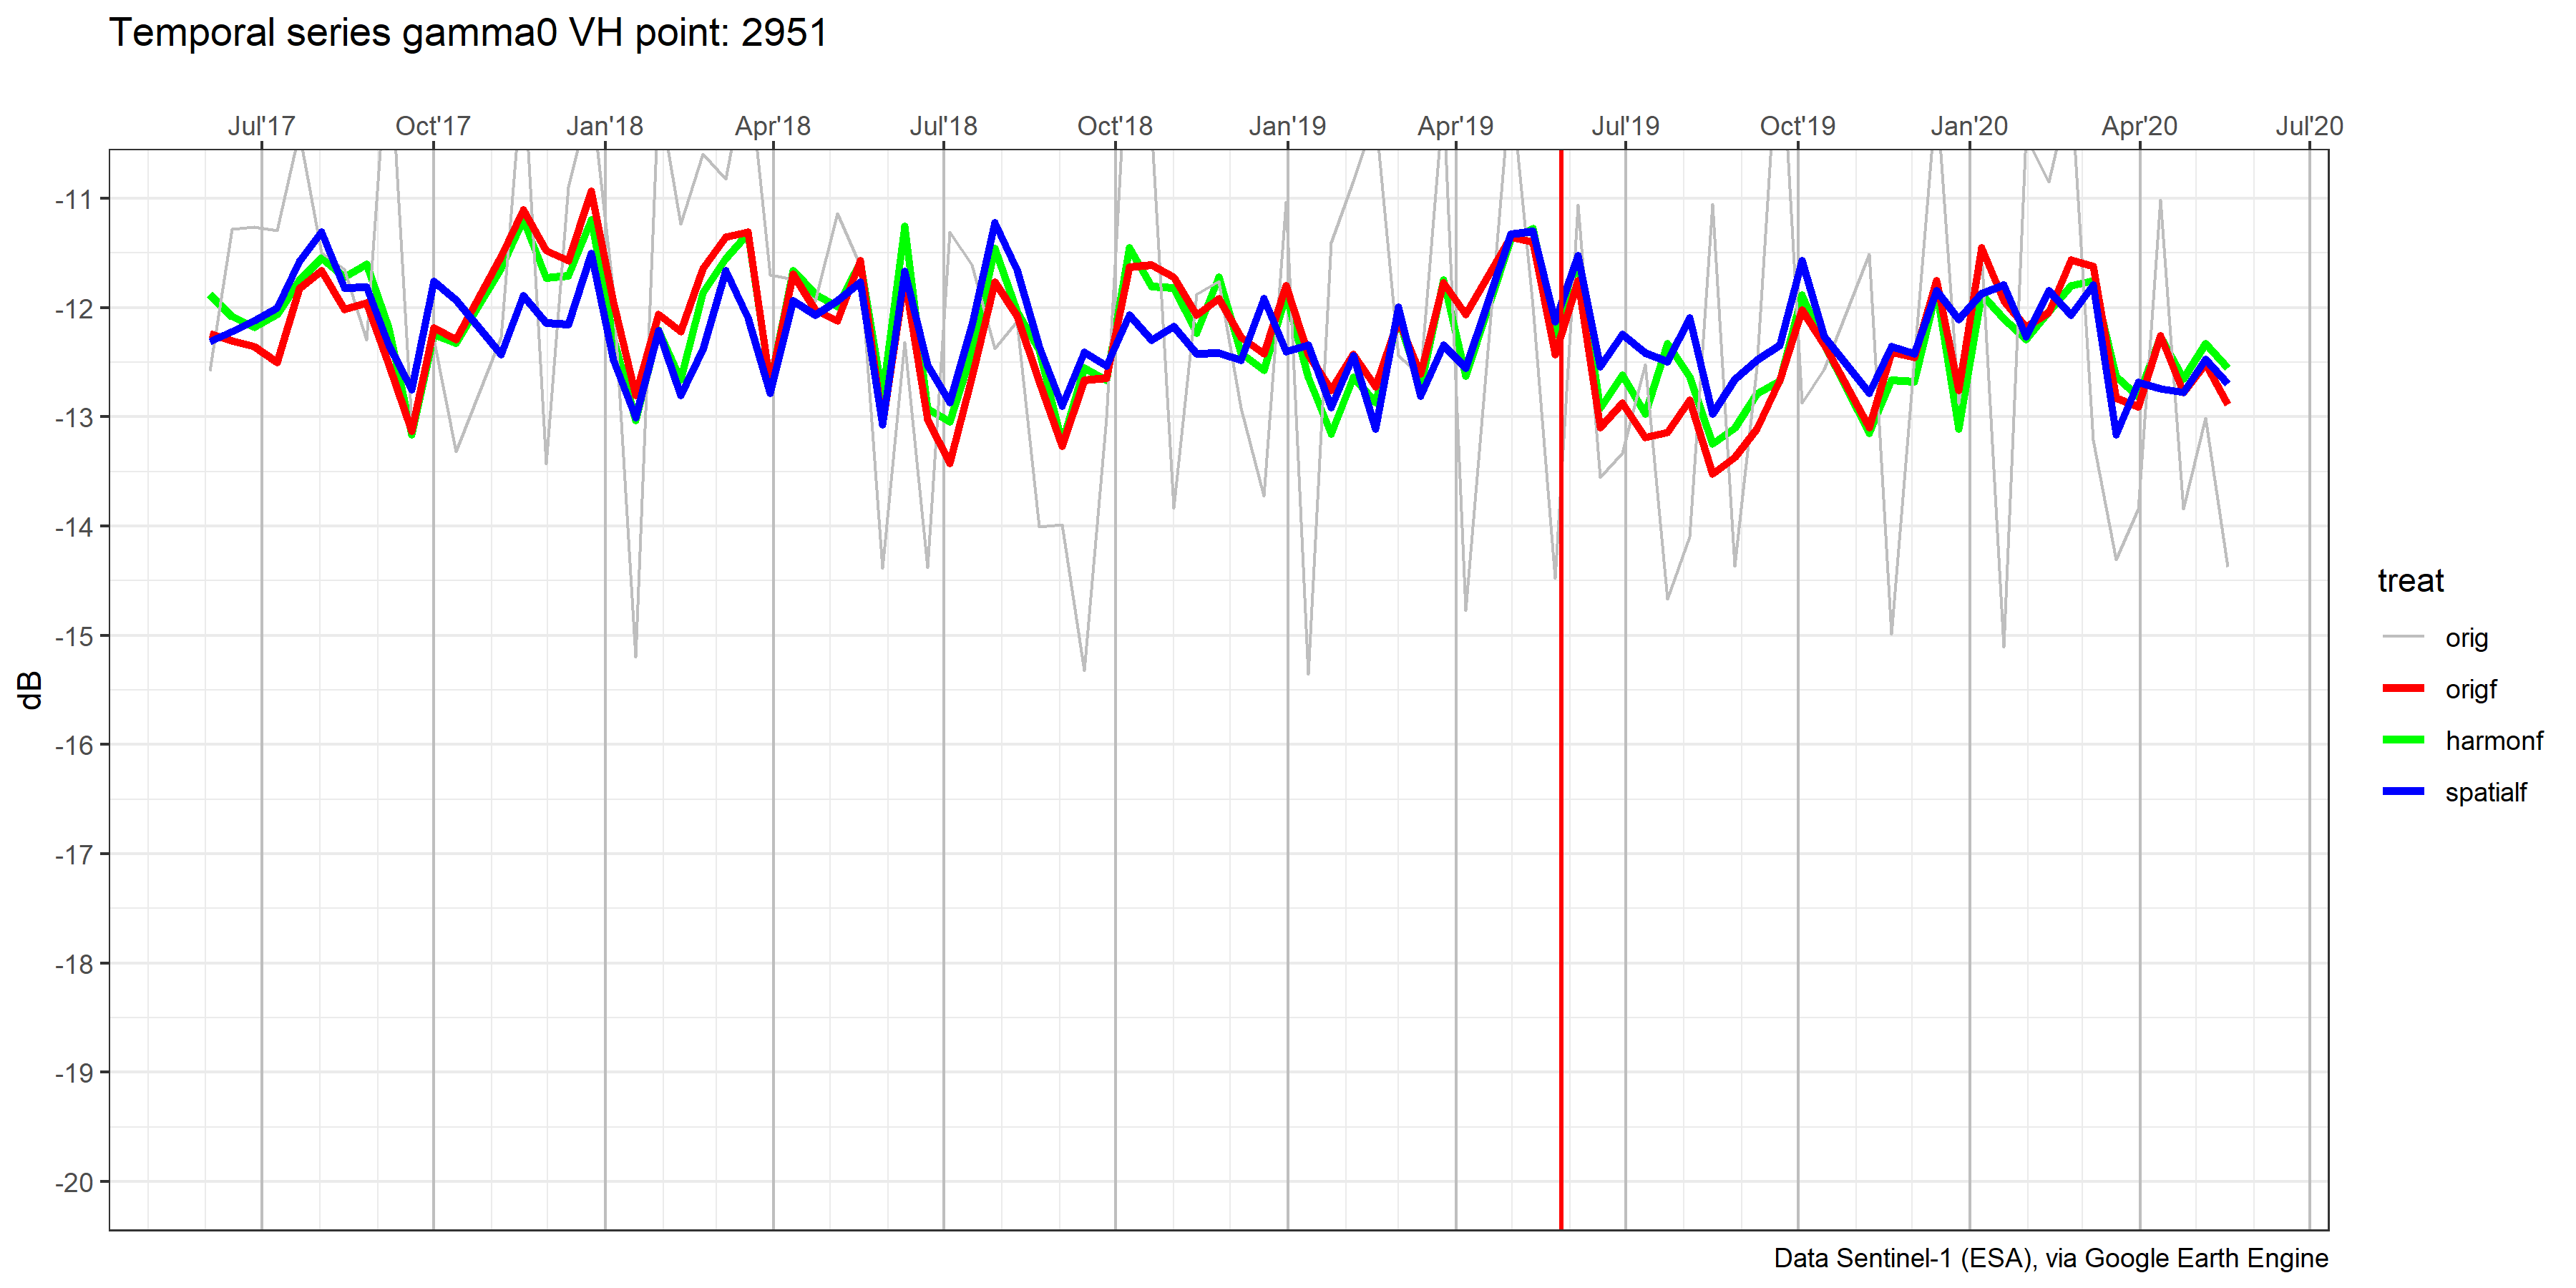 Temporal series gamma0 VH point: 2951
Jul'17 Oct'17 Jan'18 Apr'18 Jul'18 Oct'18 Jan'19 Apr'19 Jul'19 Oct'19 Jan'20 Apr'20 Jul'20
-11
-12
-13
-14
-15
-16
-17
-18
-19
-20
dB
treat
orig
origf
harmonf
spatialf
Data Sentinel-1 (ESA), via Google Earth Engine